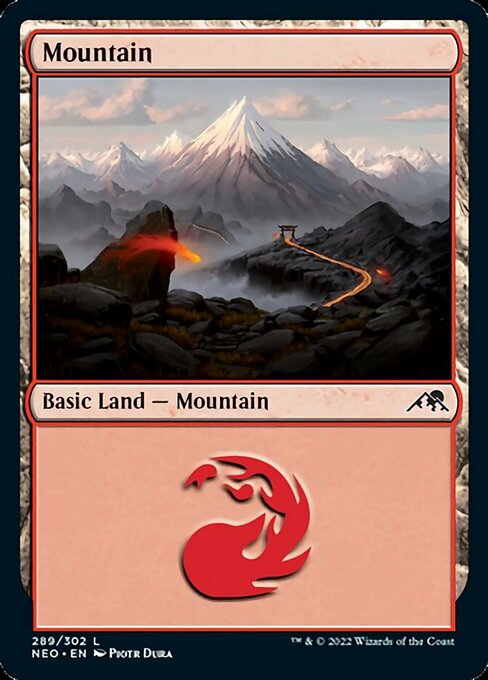 Mountain
Basic Land — Mountain
289/302 L
NEO • EN Piotr Dura
™ & © 2022 Wizards of the Coast